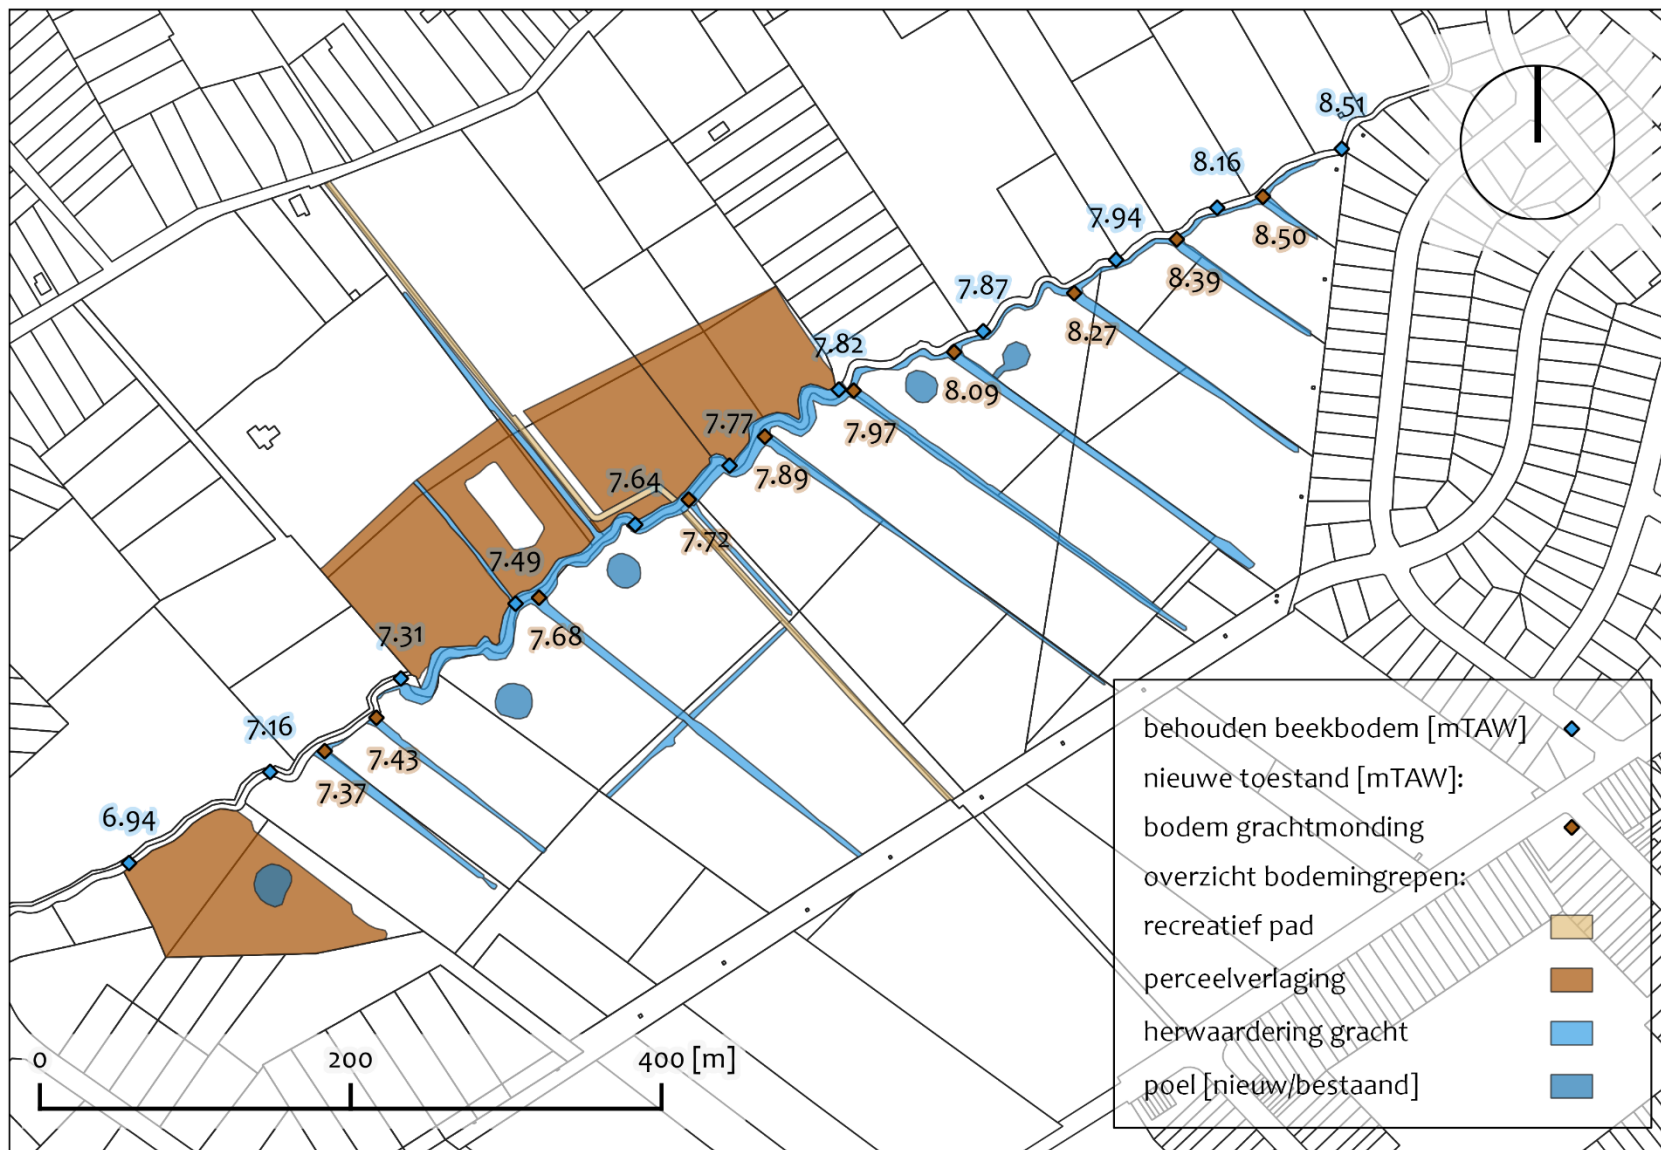 8.51
8.16
7.94
8.50
8.39
7.87
8.27
7.82
8.09
7.77
7.97
7.64
7.89
7.72
7.49
7.68
7.31
7.16
7.43
7.37
6.94
behouden beekbodem [mTAW]
nieuwe toestand [mTAW]:
bodem grachtmonding
overzicht bodemingrepen:
recreatief pad
perceelverlaging
herwaardering gracht
poel [nieuw/bestaand]
0 200 400 [m]